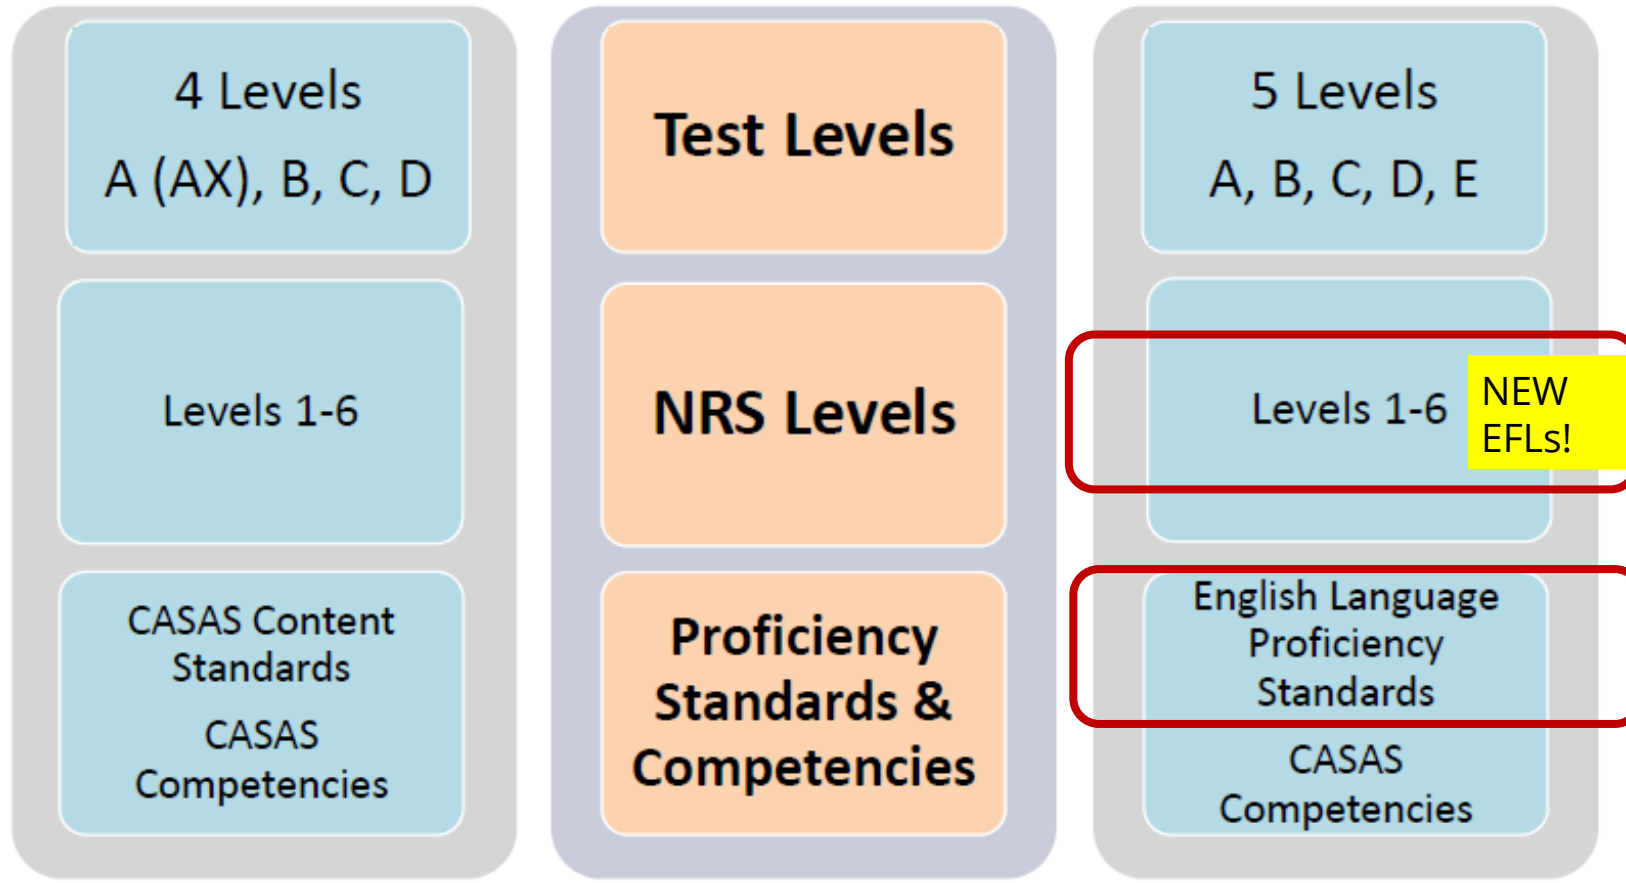 4 Levels
A (AX), B, C, D
Levels 1-6
CASAS Content
Standards
CASAS
Competencies
Test Levels
NRS Levels
Proficiency
Standards &
Competencies
5 Levels
A, B, C, D, E
Levels 1-6
NEW
EFLs!
English Language
Proficiency
Standards
CASAS
Competencies